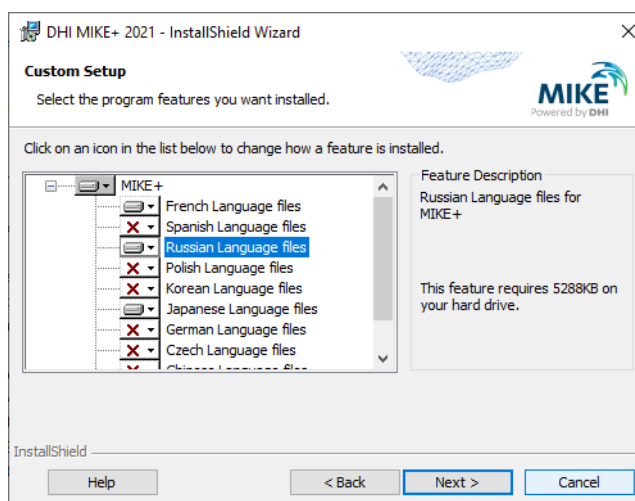 DHI MIKE+ 2021 - InstallShield Wizard
Custom Setup
Select the program features you want installed.
MIKE
Powered by DHI
Click on an icon in the list below to change how a feature is installed.
MIKE+
French Language files
Spanish Language files
Russian Language files
Polish Language files
Korean Language files
Japanese Language files
German Language files
Czech Language files
Chinese Language files
Feature Description
Russian Language files for
MIKE+
This feature requires 5288KB on
your hard drive.
InstallShield
Help
< Back
Next >
Cancel